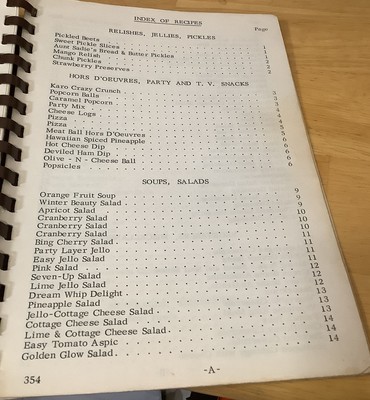 INDEX OF RECIPES
Page
RELISHES, JELLIES, PICKLES
Pickled Beets . . . 1
Sweet Pickle Slices . . . 1
Aunt Sadie's Bread & Butter Pickles . . . 1
Mango Relish . . . 2
Chunk Pickles . . . 2
Strawberry Preserves . . . 2
HORS D'OEUVRES, PARTY AND T. V. SNACKS
Karo Crazy Crunch . . . 3
Popcorn Balls . . . 3
Caramel Popcorn . . . 3
Party Mix . . . 4
Cheese Logs . . . 4
Pizza . . . 4
Pizza . . . 5
Meat Ball Hors D'Oeuvres . . . 5
Hawaiian Spiced Pineapple . . . 6
Hot Cheese Dip . . . 6
Deviled Ham Dip . . . 6
Olive - N - Cheese Ball . . . 6
Popsicles . . . 6
SOUPS, SALADS
Orange Fruit Soup . . . 9
Winter Beauty Salad . . . 9
Apricot Salad . . . 9
Cranberry Salad . . . 10
Cranberry Salad . . . 10
Cranberry Salad . . . 10
Bing Cherry Salad . . . 11
Party Layer Jello . . . 11
Easy Jello Salad . . . 11
Pink Salad . . . 11
Seven-Up Salad . . . 12
Lime Jello Salad . . . 12
Dream Whip Delight . . . 12
Pineapple Salad . . . 13
Jello-Cottage Cheese Salad . . . 13
Cottage Cheese Salad . . . 13
Lime & Cottage Cheese Salad . . . 14
Easy Tomato Aspic . . . 14
Golden Glow Salad . . . 14
-A-
354